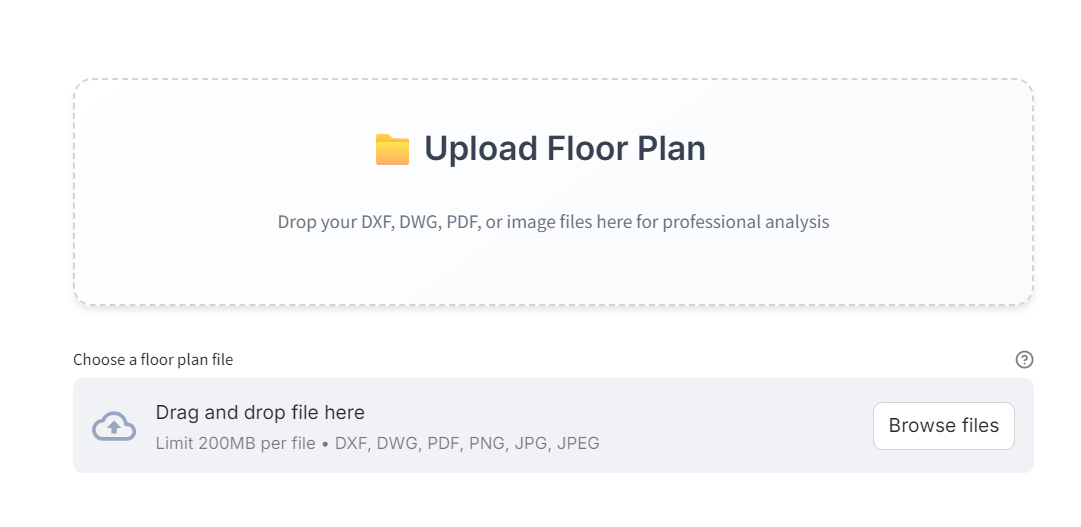 Upload Floor Plan
Drop your DXF, DWG, PDF, or image files here for professional analysis
Choose a floor plan file
Drag and drop file here
Limit 200MB per file • DXF, DWG, PDF, PNG, JPG, JPEG
Browse files